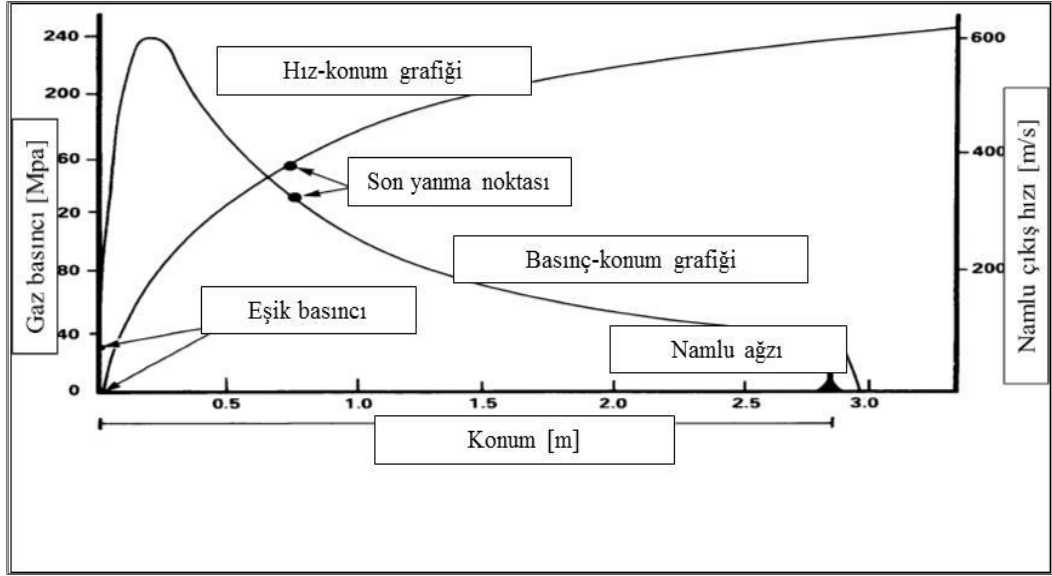 240
200
60
20
80
40
0
Gaz basıncı [Mpa]
Hız-konum grafiği
Son yanma noktası
Basınç-konum grafiği
Eşik basıncı
Namlu ağzı
600
400
200
Namlu çıkış hızı [m/s]
0.5
1.0
1.5
2.0
2.5
3.0
Konum [m]